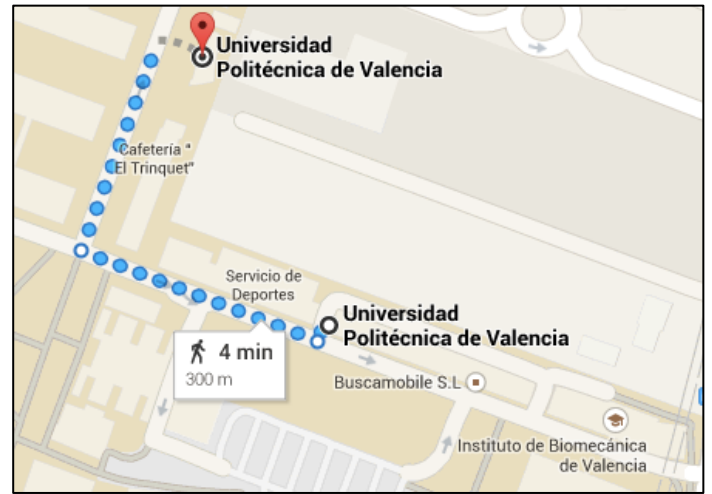 Universidad
Politécnica de Valencia
Cafetería "
El Trinquet"
Servicio de
Deportes
Universidad
Politécnica de Valencia
4 min
300 m
Buscamobile S.L
Instituto de Biomecánica
de Valencia